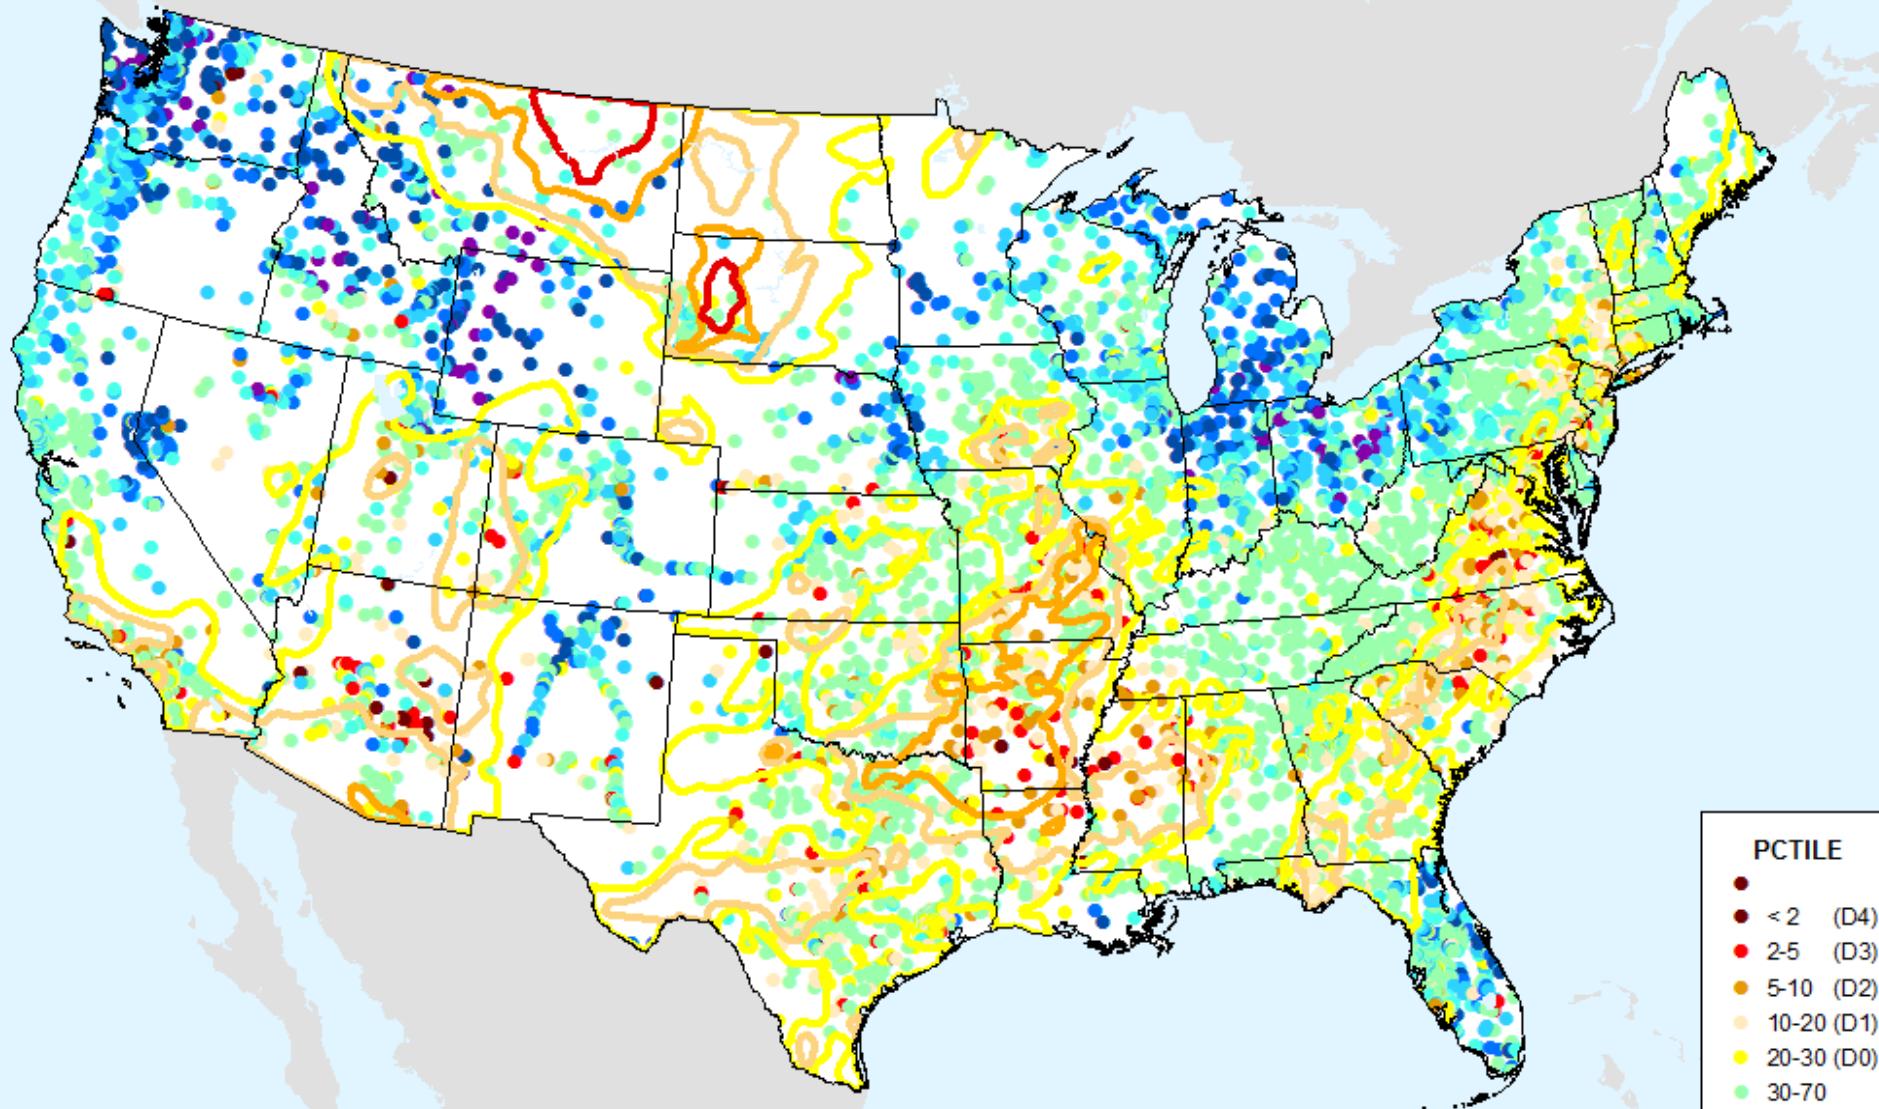 PCTILE
< 2 (D4)
2-5 (D3)
5-10 (D2)
10-20 (D1)
20-30 (D0)
30-70